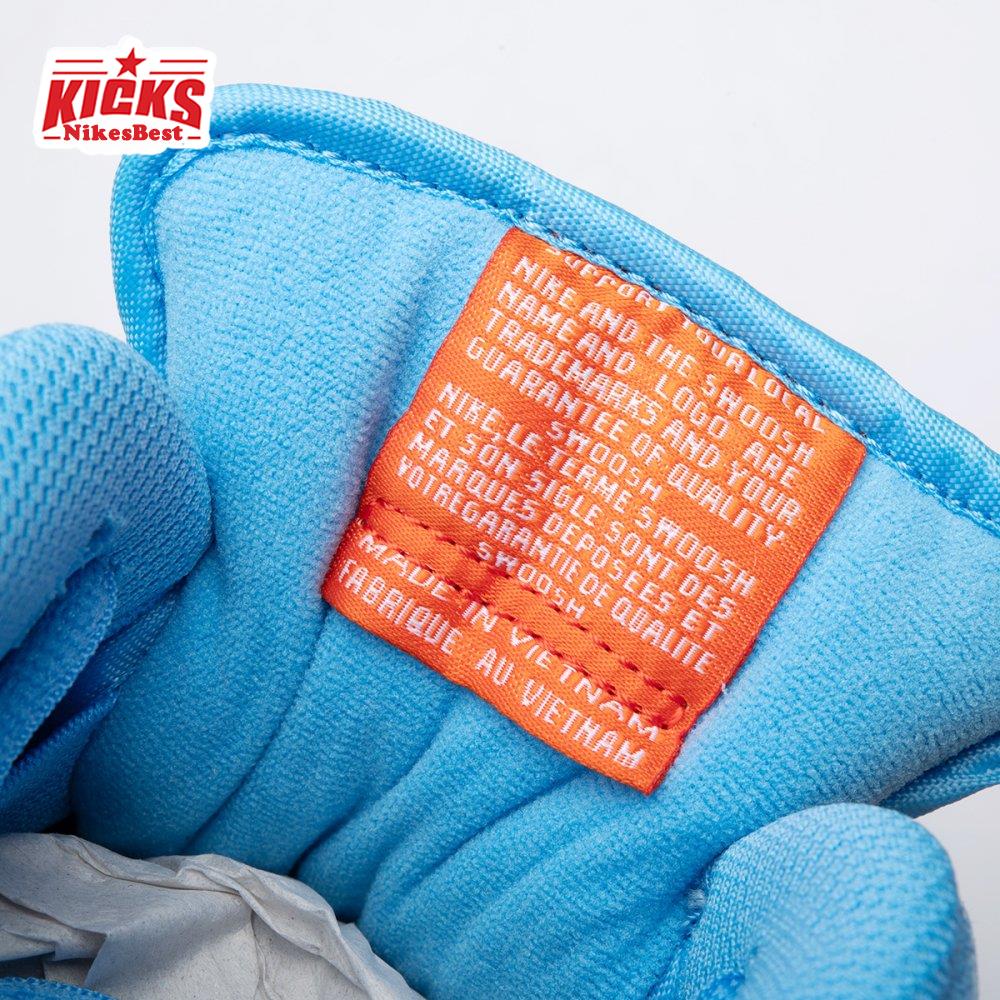 KICKS
NikesBest
SUPPORT YOUR LOCAL
NIKE AND THE SWOOSH
NAME AND LOGO ARE
TRADEMARKS AND YOUR
GUARANTEE OF QUALITY
SWOOSH
NIKE, LE TERME SWOOSH
ET SON SIGLE SONT DES
MARQUES DEPOSEES ET
VOTREGARANTIE DE QUALITE
SWOOSH
MADE IN VIETNAM
FABRIQUE AU VIETNAM